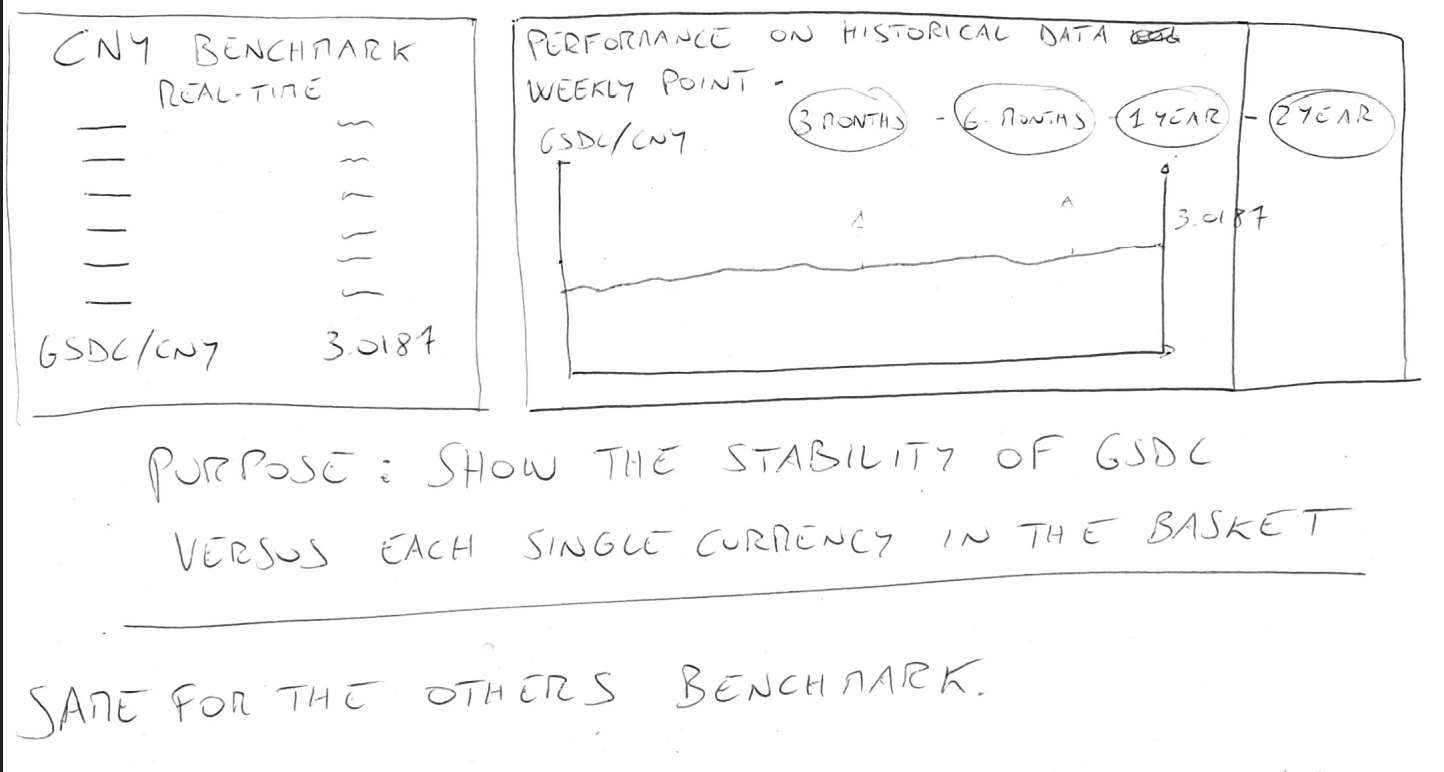 CNY BENCHMARK
REAL-TIME
GSDC/CNY 3.0187
PERFORMANCE ON HISTORICAL DATA
WEEKLY POINT -
3 MONTHS - 6 MONTHS - 1 YEAR - 2 YEAR
GSDC/CNY
3.0187
PURPOSE: SHOW THE STABILITY OF GSDC
VERSUS EACH SINGLE CURRENCY IN THE BASKET
SAME FOR THE OTHERS BENCHMARK.